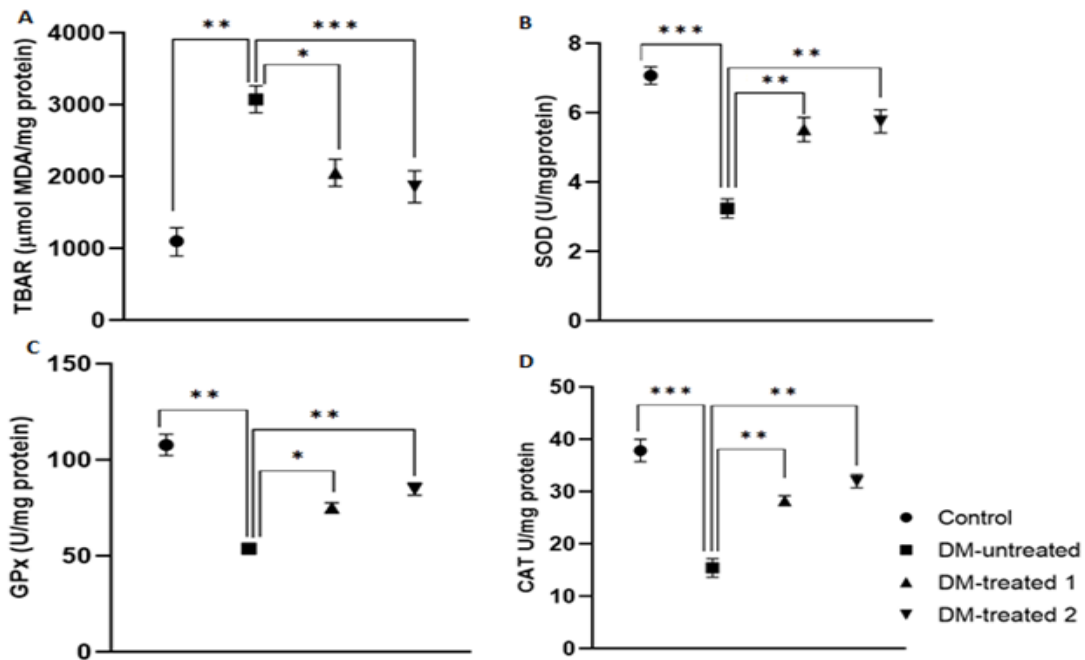 A
TBAR (µmol MDA/mg protein)
4000
3000
2000
1000
0
**
***
*
B
SOD (U/mgprotein)
8
6
4
2
0
***
**
**
C
GPx (U/mg protein)
150
100
50
0
**
**
*
D
CAT U/mg protein
50
40
30
20
10
0
***
**
**
Control
DM-untreated
DM-treated 1
DM-treated 2